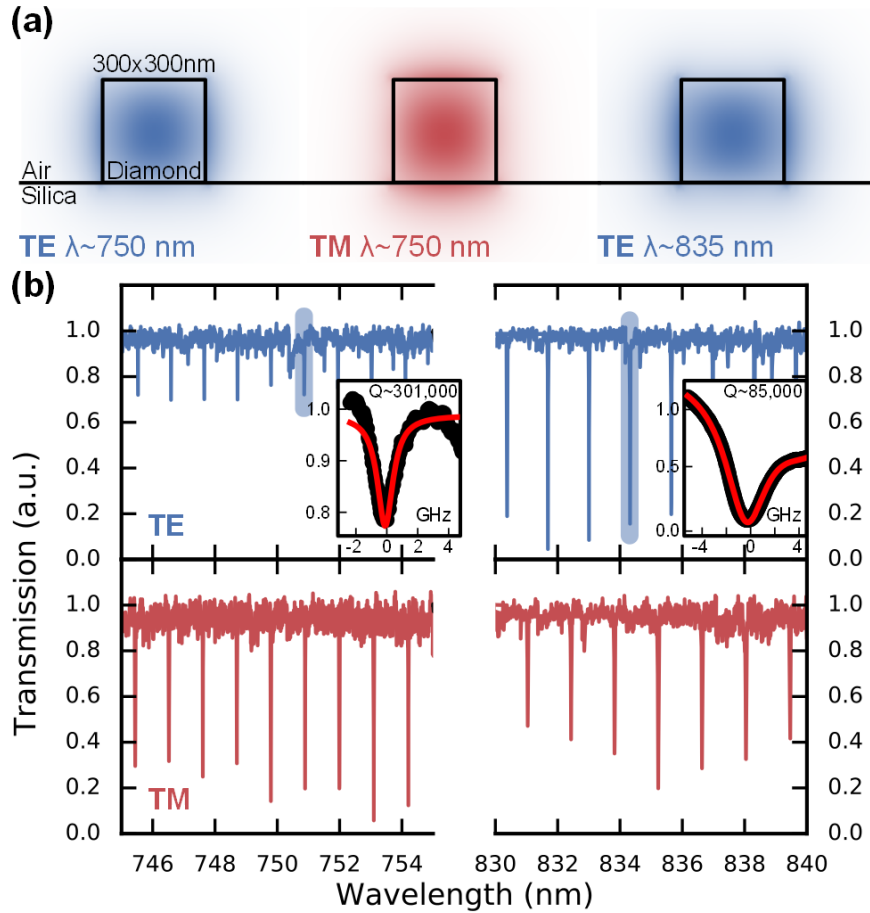 (a)
300x300nm
Air
Diamond
Silica
TE λ~750 nm
TM λ~750 nm
TE λ~835 nm
(b)
1.0
0.8
0.6
0.4
0.2
0.0
TE
Q~301,000
1.0
0.9
0.8
GHz
-2 0 2 4
Q~85,000
1.0
0.5
0.0
GHz
-4 0 4
1.0
0.8
0.6
0.4
0.2
0.0
1.0
0.8
0.6
0.4
0.2
0.0
TM
1.0
0.8
0.6
0.4
0.2
0.0
Transmission (a.u.)
746 748 750 752 754
830 832 834 836 838 840
Wavelength (nm)